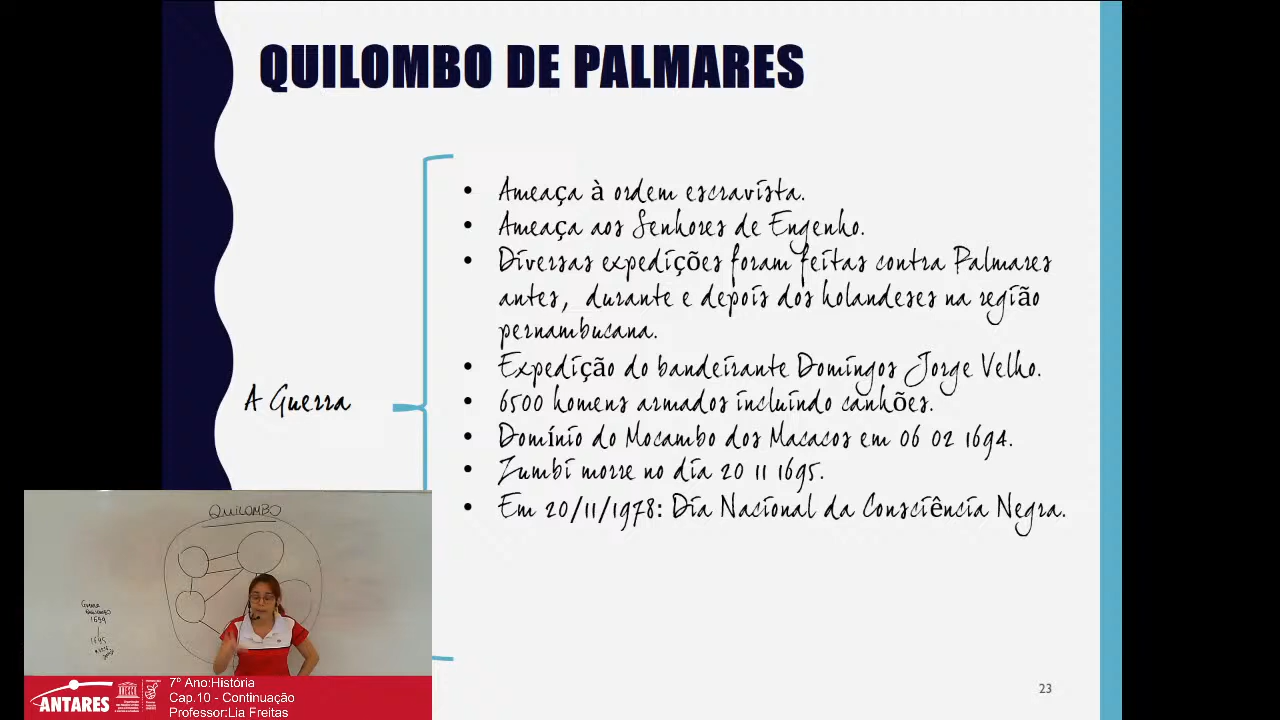 QUILOMBO DE PALMARES
• Ameaça à ordem escravista.
• Ameaça aos Senhores de Engenho.
• Diversas expedições foram feitas contra Palmares
antes, durante e depois dos holandeses na região
pernambucana.
• Expedição do bandeirante Domingos Jorge Velho.
A Guerra
• 6500 homens armados incluindo canhões.
• Domínio do Mocambo dos Macacos em 06 02 1694.
• Zumbi morre no dia 20 11 1695.
• Em 20/11/1978: Dia Nacional da Consciência Negra.
QUILOMBO
1694
1695
23
ANTARES
UNESCO
7º Ano:História
Cap.10 - Continuação
Professor:Lia Freitas